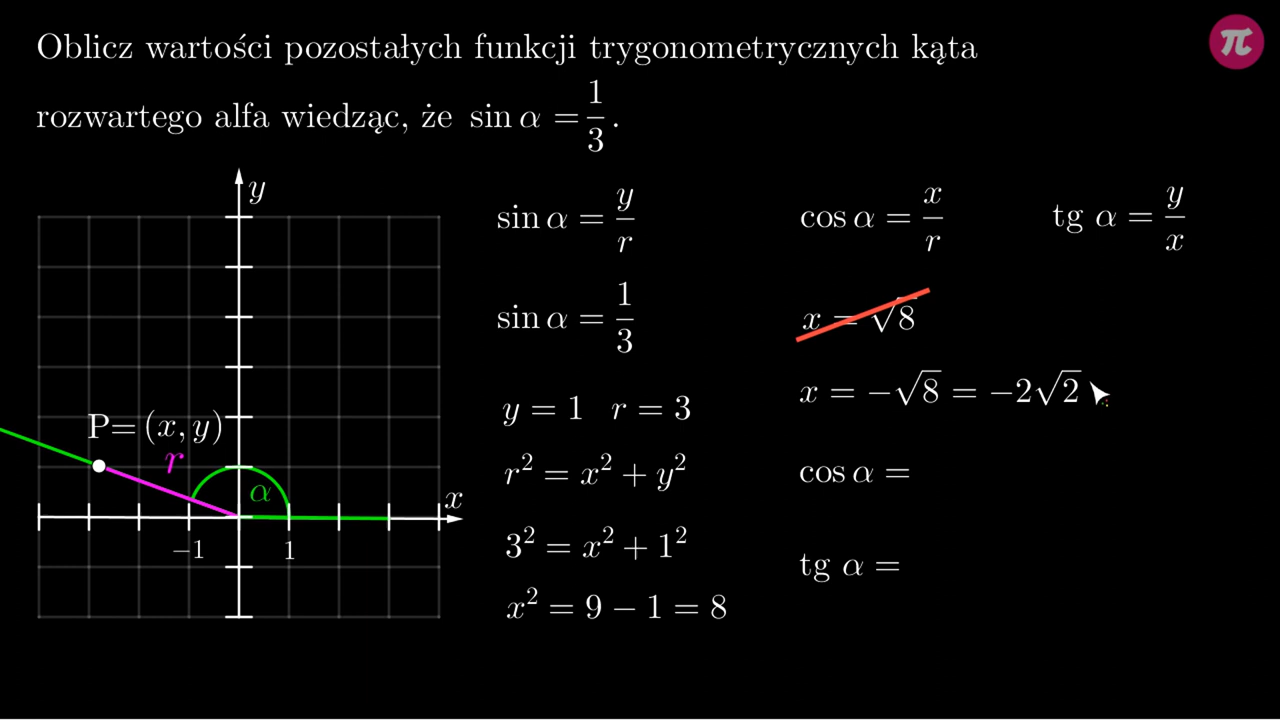 Oblicz wartości pozostałych funkcji trygonometrycznych kąta
rozwartego alfa wiedząc, że sin α = 1/3.
π
y
P=(x, y)
r
α
x
−1
1
sin α = y/r
cos α = x/r
tg α = y/x
sin α = 1/3
x = √8
y = 1 r = 3
x = −√8 = −2√2
r² = x² + y²
cos α =
3² = x² + 1²
tg α =
x² = 9 − 1 = 8